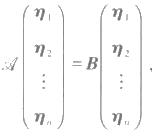 𝒜 ( η₁ η₂ ⋮ ηₙ ) = B ( η₁ η₂ ⋮ ηₙ ) ,